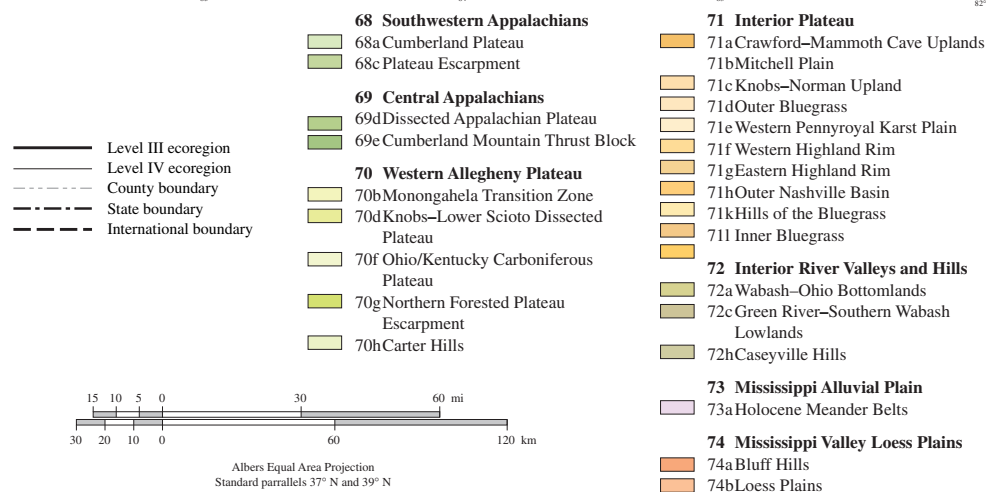 82°
Level III ecoregion
Level IV ecoregion
County boundary
State boundary
International boundary
68 Southwestern Appalachians
68a Cumberland Plateau
68c Plateau Escarpment
69 Central Appalachians
69d Dissected Appalachian Plateau
69e Cumberland Mountain Thrust Block
70 Western Allegheny Plateau
70b Monongahela Transition Zone
70d Knobs–Lower Scioto Dissected
Plateau
70f Ohio/Kentucky Carboniferous
Plateau
70g Northern Forested Plateau
Escarpment
70h Carter Hills
71 Interior Plateau
71a Crawford–Mammoth Cave Uplands
71b Mitchell Plain
71c Knobs–Norman Upland
71d Outer Bluegrass
71e Western Pennyroyal Karst Plain
71f Western Highland Rim
71g Eastern Highland Rim
71h Outer Nashville Basin
71k Hills of the Bluegrass
71l Inner Bluegrass
72 Interior River Valleys and Hills
72a Wabash–Ohio Bottomlands
72c Green River–Southern Wabash
Lowlands
72h Caseyville Hills
73 Mississippi Alluvial Plain
73a Holocene Meander Belts
74 Mississippi Valley Loess Plains
74a Bluff Hills
74b Loess Plains
15 10 5 0 30 60 mi
30 20 10 0 60 120 km
Albers Equal Area Projection
Standard parrallels 37° N and 39° N